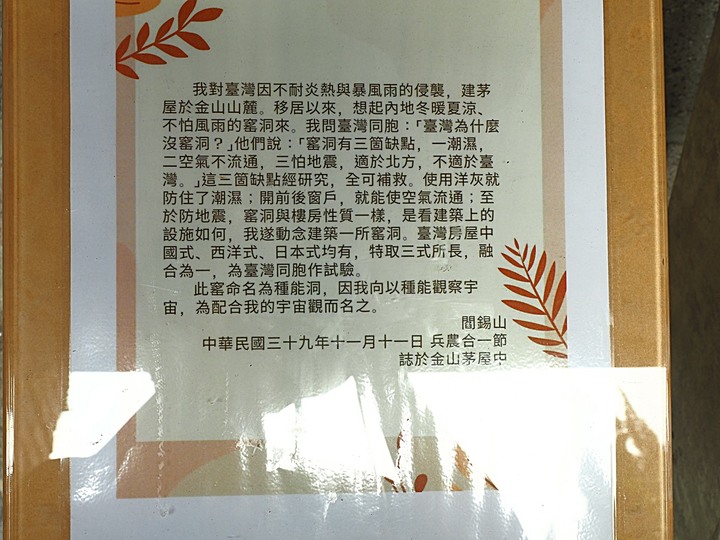 我對臺灣因不耐炎熱與暴風雨的侵襲，建茅
屋於金山山麓。移居以來，想起內地冬暖夏涼、
不怕風雨的窰洞來。我問臺灣同胞：「臺灣為什麼
沒窰洞？」他們說：「窰洞有三箇缺點，一潮濕，
二空氣不流通，三怕地震，適於北方，不適於臺
灣。」這三箇缺點經研究，全可補救。使用洋灰就
防住了潮濕；開前後窗戶，就能使空氣流通；至
於防地震，窰洞與樓房性質一樣，是看建築上的
設施如何，我遂動念建築一所窰洞。臺灣房屋中
國式、西洋式、日本式均有，特取三式所長，融
合為一，為臺灣同胞作試驗。
此窰命名為種能洞，因我向以種能觀察宇
宙，為配合我的宇宙觀而名之。
閻錫山
中華民國三十九年十一月十一日 兵農合一節
誌於金山茅屋中